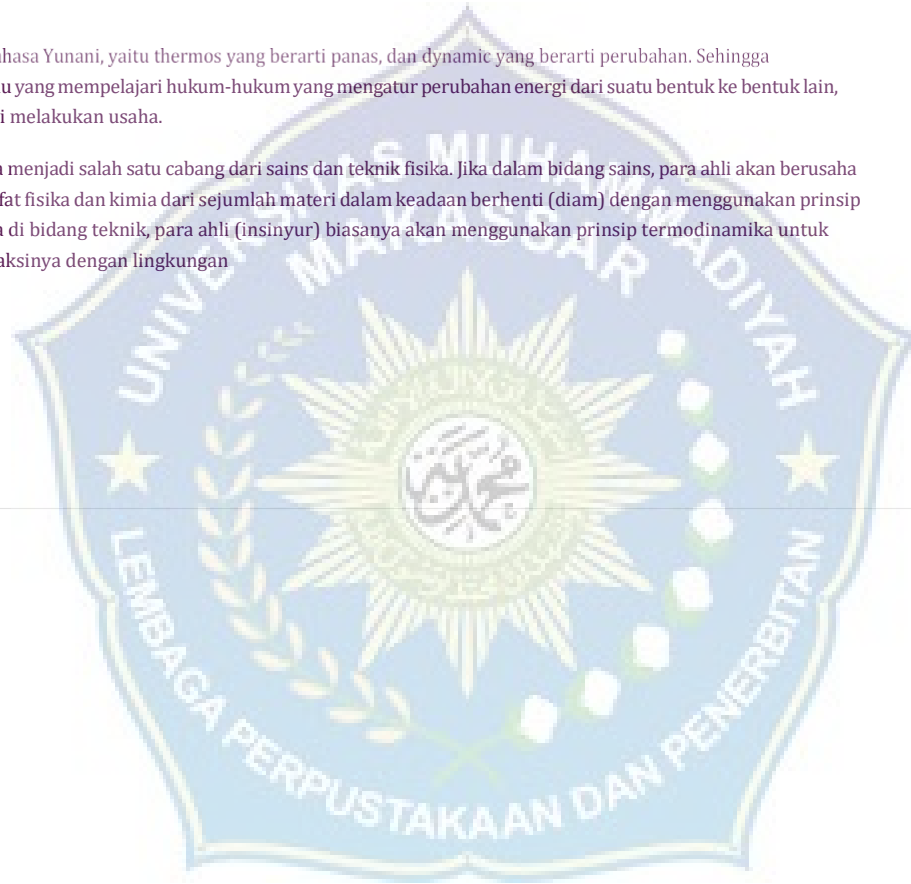 ahasa Yunani, yaitu thermos yang berarti panas, dan dynamic yang berarti perubahan. Sehingga
u yang mempelajari hukum-hukum yang mengatur perubahan energi dari suatu bentuk ke bentuk lain,
i melakukan usaha.
menjadi salah satu cabang dari sains dan teknik fisika. Jika dalam bidang sains, para ahli akan berusaha
fat fisika dan kimia dari sejumlah materi dalam keadaan berhenti (diam) dengan menggunakan prinsip
a di bidang teknik, para ahli (insinyur) biasanya akan menggunakan prinsip termodinamika untuk
aksinya dengan lingkungan
UNIVERSITAS MUHAMMADIYAH
MAKASSAR
محمدية
LEMBAGA PERPUSTAKAAN DAN PENERBITAN